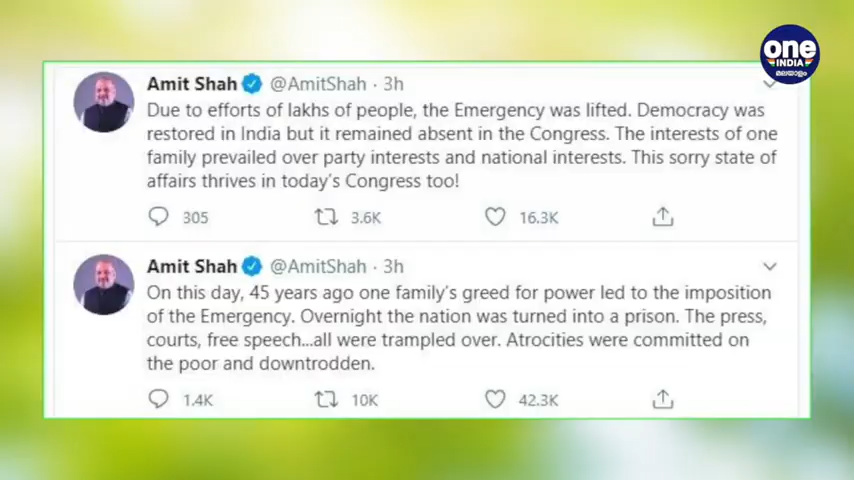 one
INDIA
മലയാളം
Amit Shah @AmitShah · 3h
Due to efforts of lakhs of people, the Emergency was lifted. Democracy was
restored in India but it remained absent in the Congress. The interests of one
family prevailed over party interests and national interests. This sorry state of
affairs thrives in today's Congress too!
305 3.6K 16.3K
Amit Shah @AmitShah · 3h
On this day, 45 years ago one family's greed for power led to the imposition
of the Emergency. Overnight the nation was turned into a prison. The press,
courts, free speech...all were trampled over. Atrocities were committed on
the poor and downtrodden.
1.4K 10K 42.3K